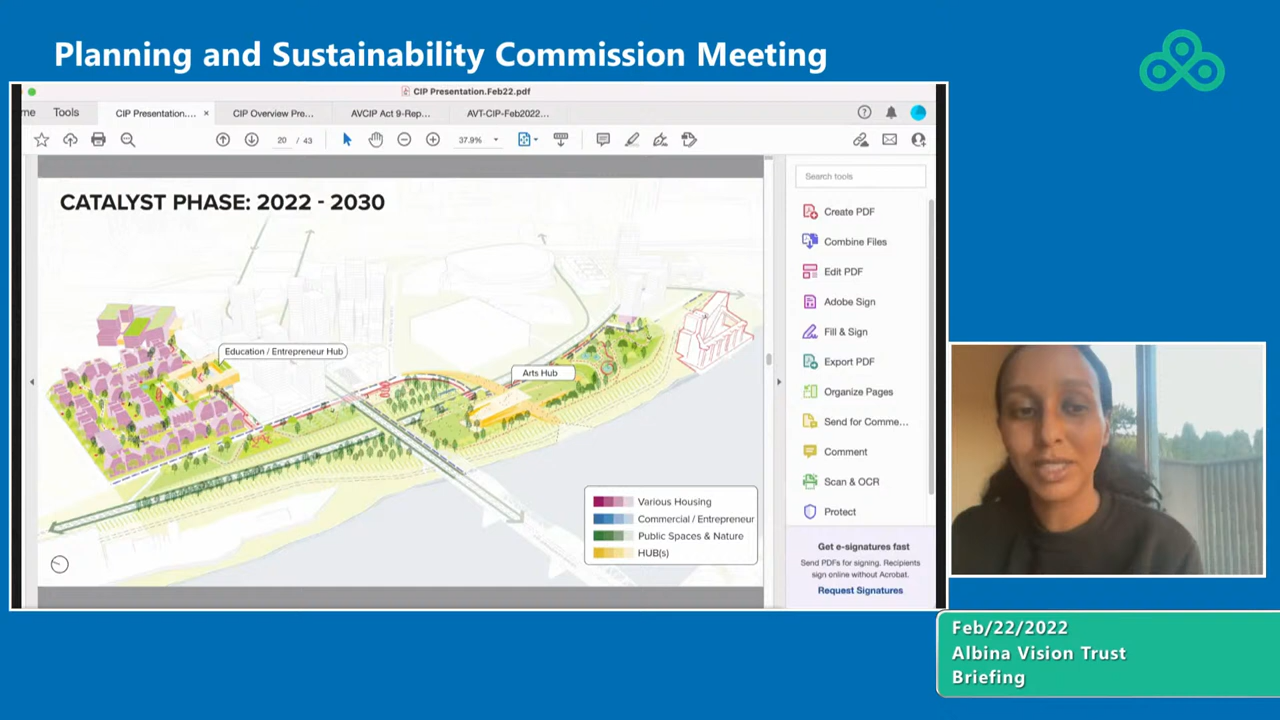 Planning and Sustainability Commission Meeting
CIP Presentation.Feb22.pdf
me
Tools
CIP Presentation....
×
CIP Overview Pre...
AVCIP Act 9-Rep...
AVT-CIP-Feb2022...
20 / 43
37.9%
CATALYST PHASE: 2022 - 2030
Education / Entrepreneur Hub
Arts Hub
Various Housing
Commercial / Entrepreneur
Public Spaces & Nature
HUB(s)
Search tools
Create PDF
Combine Files
Edit PDF
Adobe Sign
Fill & Sign
Export PDF
Organize Pages
Send for Comme...
Comment
Scan & OCR
Protect
Get e-signatures fast
Send PDFs for signing. Recipients
sign online without Acrobat.
Request Signatures
Feb/22/2022
Albina Vision Trust
Briefing